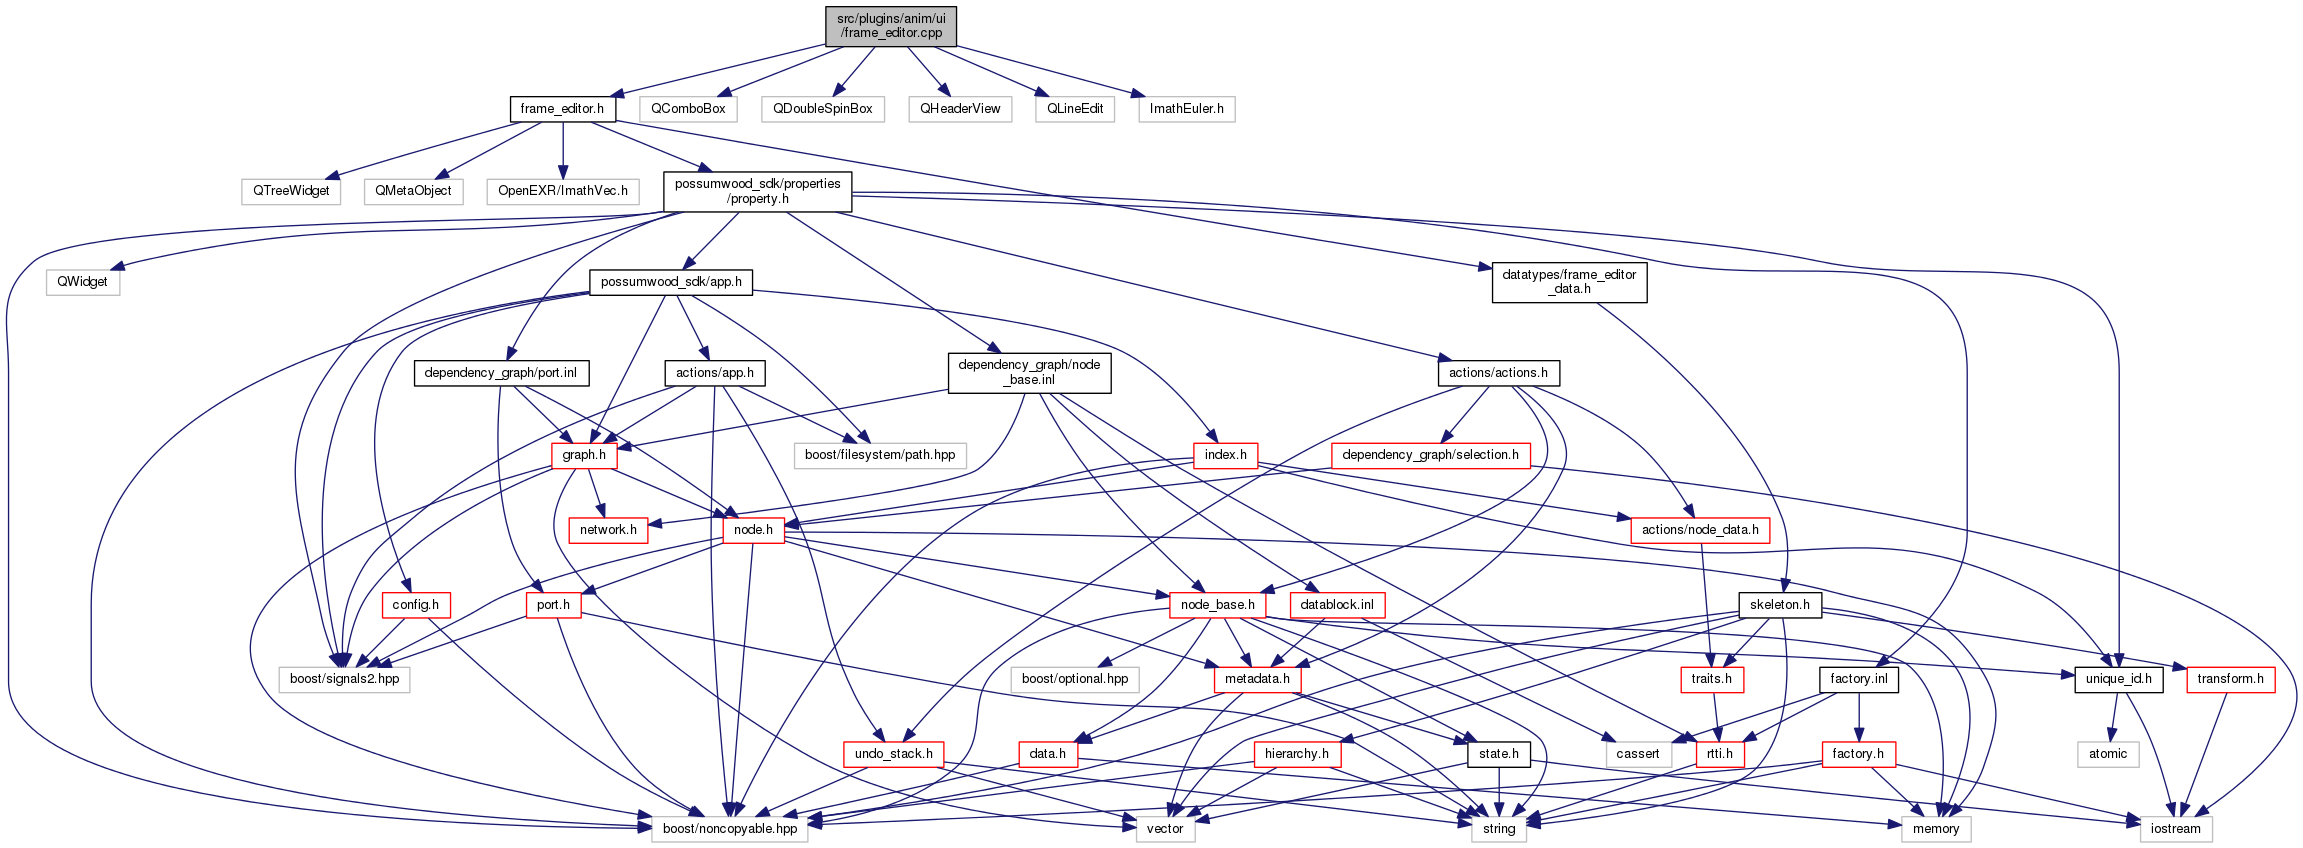 src/plugins/anim/ui
/frame_editor.cpp
frame_editor.h
QComboBox
QDoubleSpinBox
QHeaderView
QLineEdit
ImathEuler.h
QTreeWidget
QMetaObject
OpenEXR/ImathVec.h
possumwood_sdk/properties
/property.h
QWidget
possumwood_sdk/app.h
datatypes/frame_editor
_data.h
dependency_graph/port.inl
actions/app.h
dependency_graph/node
_base.inl
actions/actions.h
graph.h
boost/filesystem/path.hpp
index.h
dependency_graph/selection.h
network.h
node.h
actions/node_data.h
config.h
port.h
node_base.h
datablock.inl
skeleton.h
boost/signals2.hpp
boost/optional.hpp
metadata.h
traits.h
factory.inl
unique_id.h
transform.h
undo_stack.h
data.h
hierarchy.h
state.h
cassert
rtti.h
factory.h
atomic
boost/noncopyable.hpp
vector
string
memory
iostream